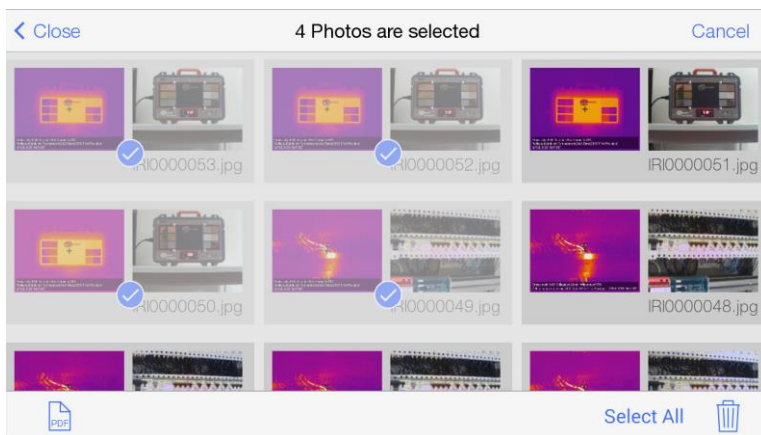 Close
4 Photos are selected
Cancel
IRI0000053.jpg
IRI0000052.jpg
IRI0000051.jpg
IRI0000050.jpg
IRI0000049.jpg
IRI0000048.jpg
PDF
Select All